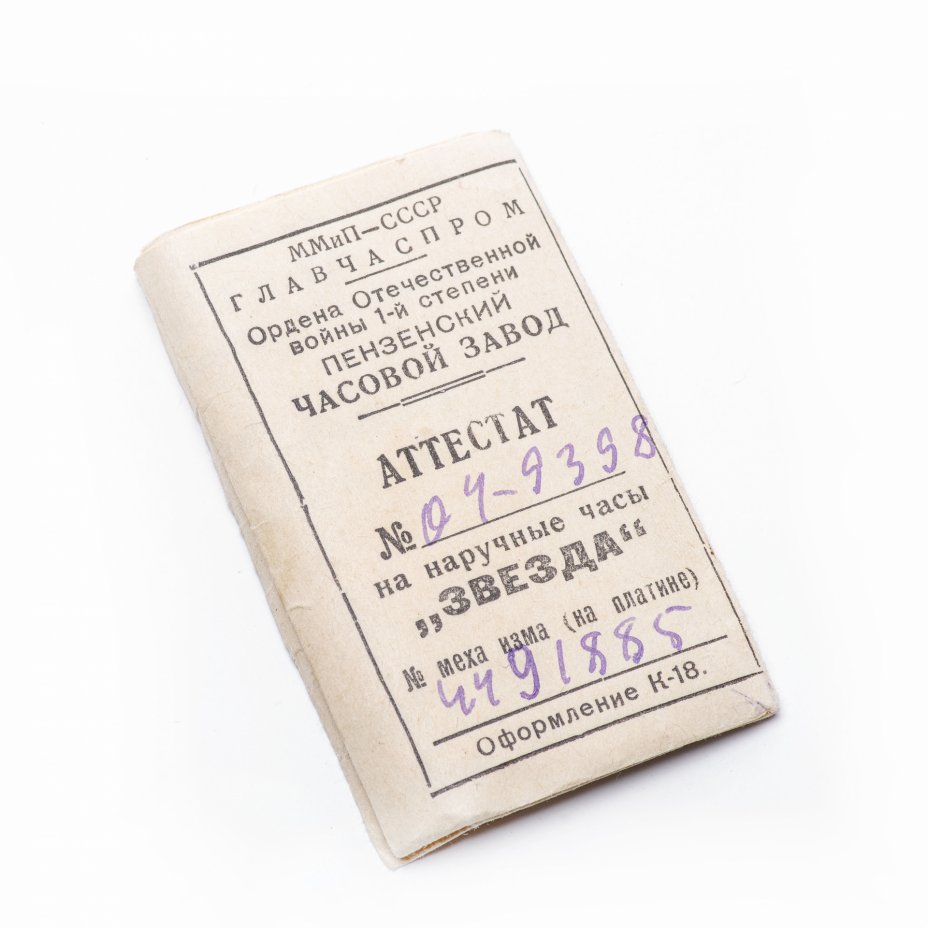 ММиП—СССР
ГЛАВЧАСПРОМ
Ордена Отечественной
войны 1-й степени
ПЕНЗЕНСКИЙ
ЧАСОВОЙ ЗАВОД
АТТЕСТАТ
№ 04-9398
на наручные часы
„ЗВЕЗДА“
№ меха изма (на платине)
4491885
Оформление К-18.